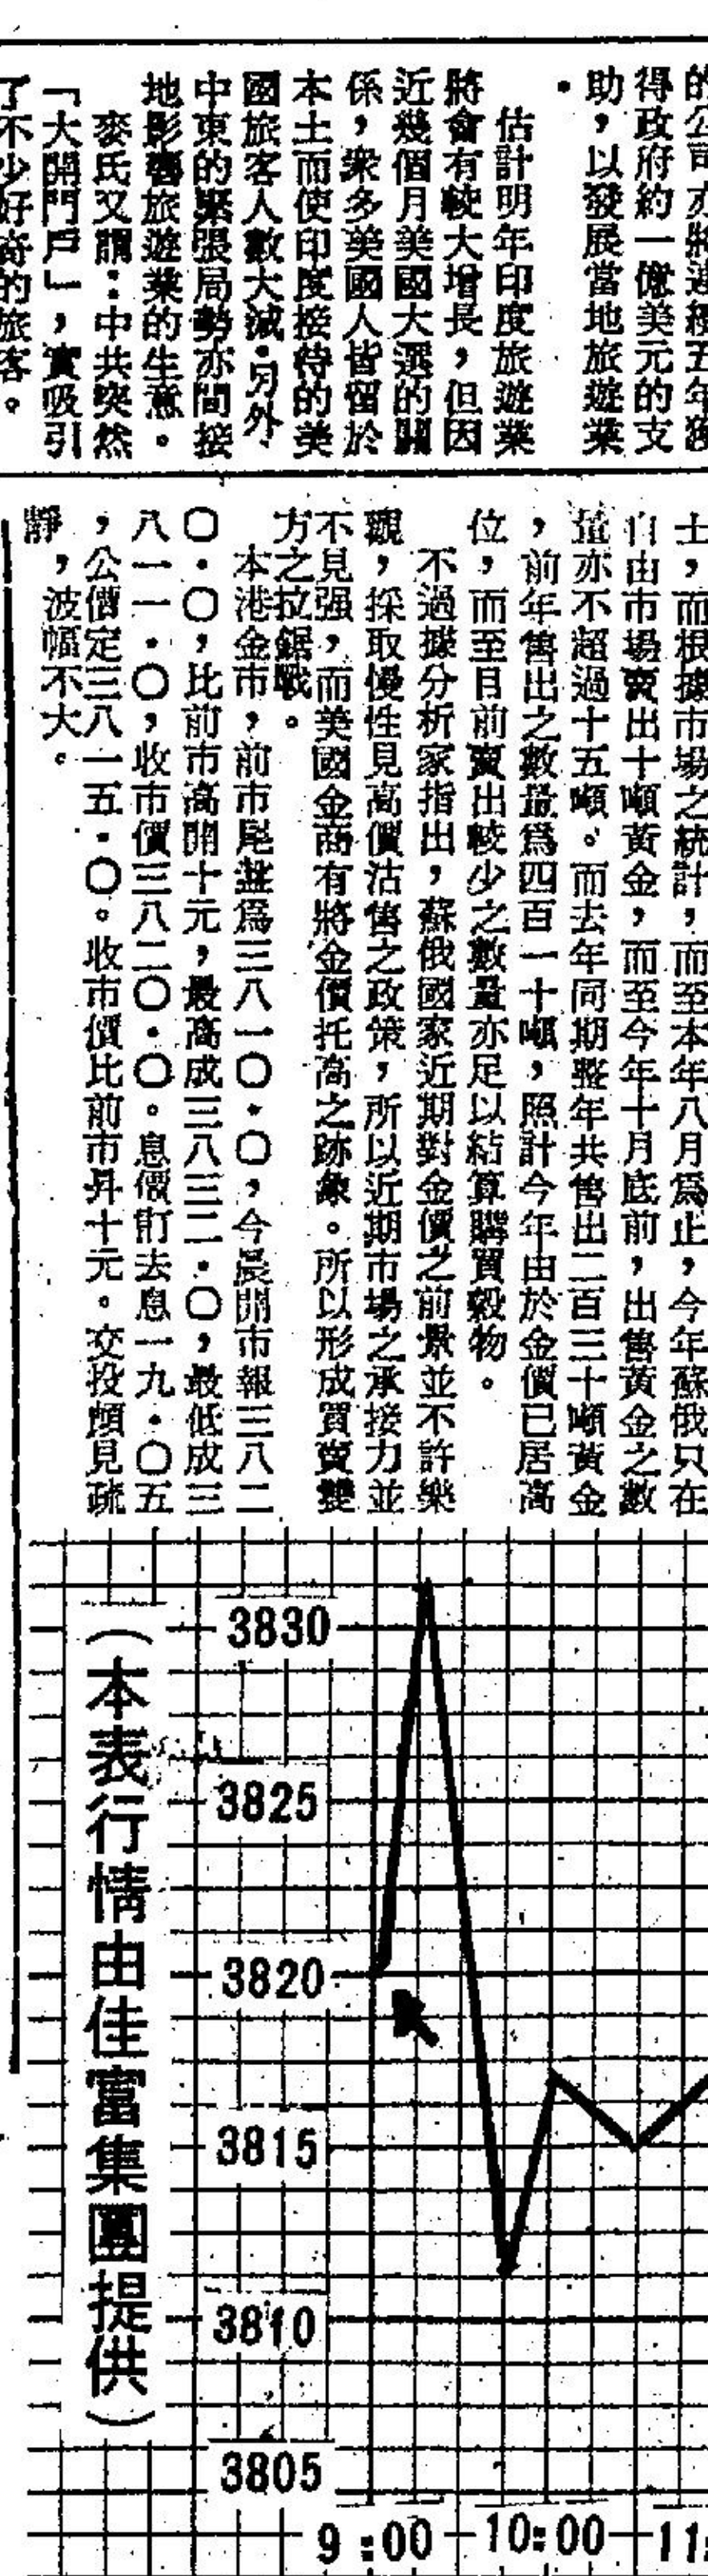 的公司亦將連續五年獲
得政府約一億美元的支
助，以發展當地旅遊業
。
估計明年印度旅遊業
將會有較大增長，但因
近幾個月美國大選的關
係，衆多美國人皆留於
本土而使印度接待的美
國旅客人數大減。另外
中東的緊張局勢亦間接
地影響旅遊業的生意。
麥氏又謂：中共突然
「大開門戶」，實吸引
了不少好奇的旅客。
士，而根據市場之統計，而至本年八月爲止，今年蘇俄只在
自由市場賣出十噸黃金，而至今年十月底前，出售黃金之數
量亦不超過十五噸。而去年同期整年共售出二百三十噸黃金
，前年售出之數量爲四百一十噸，照計今年由於金價已居高
位，而至目前賣出較少之數量亦足以結算購買穀物。
不過據分析家指出，蘇俄國家近期對金價之前景並不許樂
觀，採取慢性見高價沽售之政策，所以近期市場之承接力並
不見强，而美國金商有將金價托高之跡象。所以形成買賣雙
方之拉鋸戰。
本港金市，前市尾盤爲三八一〇・〇，今晨開市報三八二
〇・〇，比前市高開十元，最高成三八三二・〇，最低成三
八一一・〇，收市價三八二〇・〇。息價訂去息一九・〇五
，公價定三八一五・〇。收市價比前市昇十元。交投頗見疏
靜，波幅不大。
（本表行情由佳富集團提供）
3830
3825
3820
3815
3810
3805
9:00 10:00 11: